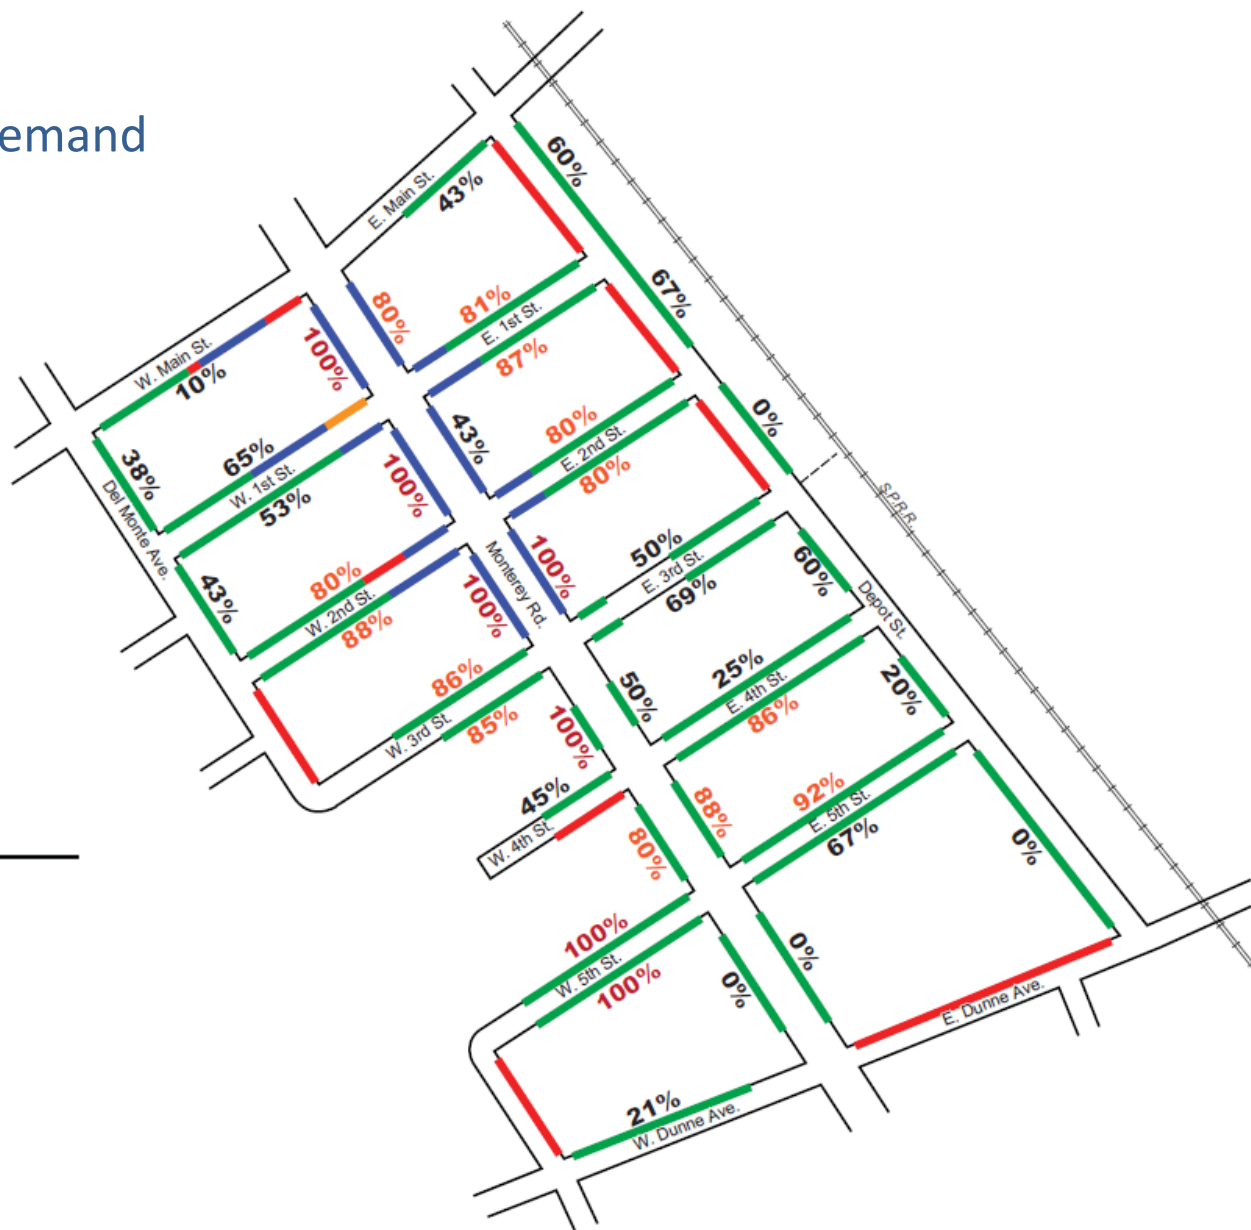 emand
60%
E. Main St.
43%
67%
80%
81%
E. 1st St.
87%
100%
W. Main St.
10%
0%
43%
80%
E. 2nd St.
80%
38%
65%
W. 1st St.
53%
100%
S.P.R.R.
Del Monte Ave.
Monterey Rd.
100%
50%
E. 3rd St.
69%
60%
Depot St.
43%
80%
W. 2nd St.
88%
100%
50%
25%
E. 4th St.
86%
20%
86%
W. 3rd St.
85%
100%
45%
W. 4th St.
80%
88%
92%
E. 5th St.
67%
0%
100%
W. 5th St.
100%
0%
0%
E. Dunne Ave.
21%
W. Dunne Ave.